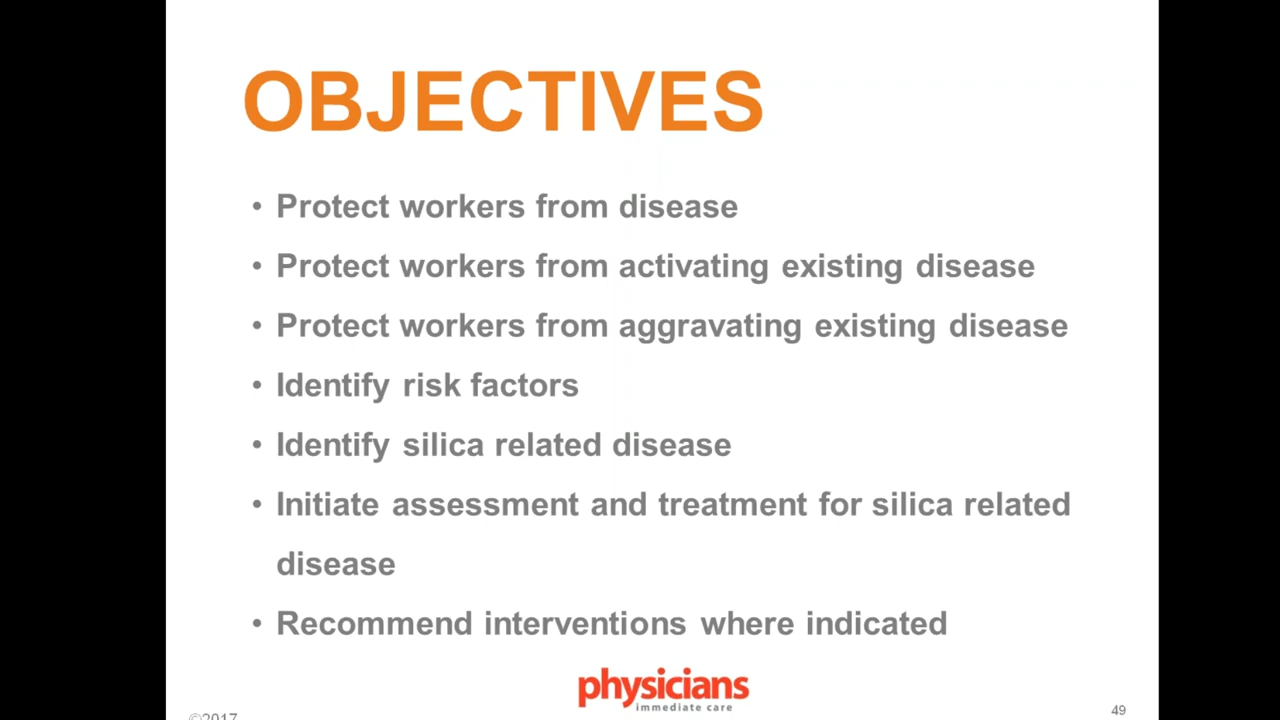 OBJECTIVES
• Protect workers from disease
• Protect workers from activating existing disease
• Protect workers from aggravating existing disease
• Identify risk factors
• Identify silica related disease
• Initiate assessment and treatment for silica related
disease
• Recommend interventions where indicated
physicians
immediate care
©2017
49